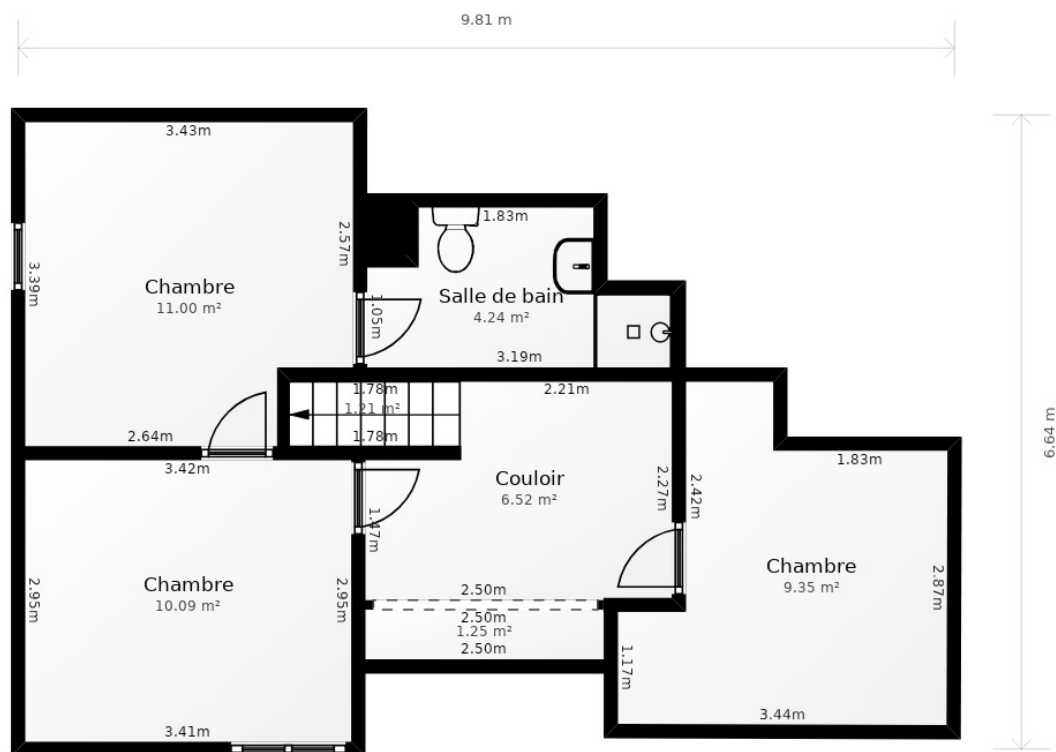 9.81 m
3.43m
1.83m
2.57m
3.39m
Chambre
11.00 m²
Salle de bain
4.24 m²
1.05m
3.19m
1.78m
2.21m
1.21 m²
6.64 m
2.64m
1.78m
3.42m
1.83m
Couloir
6.52 m²
2.27m
2.42m
1.47m
Chambre
9.35 m²
Chambre
10.09 m²
2.95m
2.95m
2.87m
2.50m
2.50m
1.25 m²
2.50m
1.17m
3.44m
3.41m